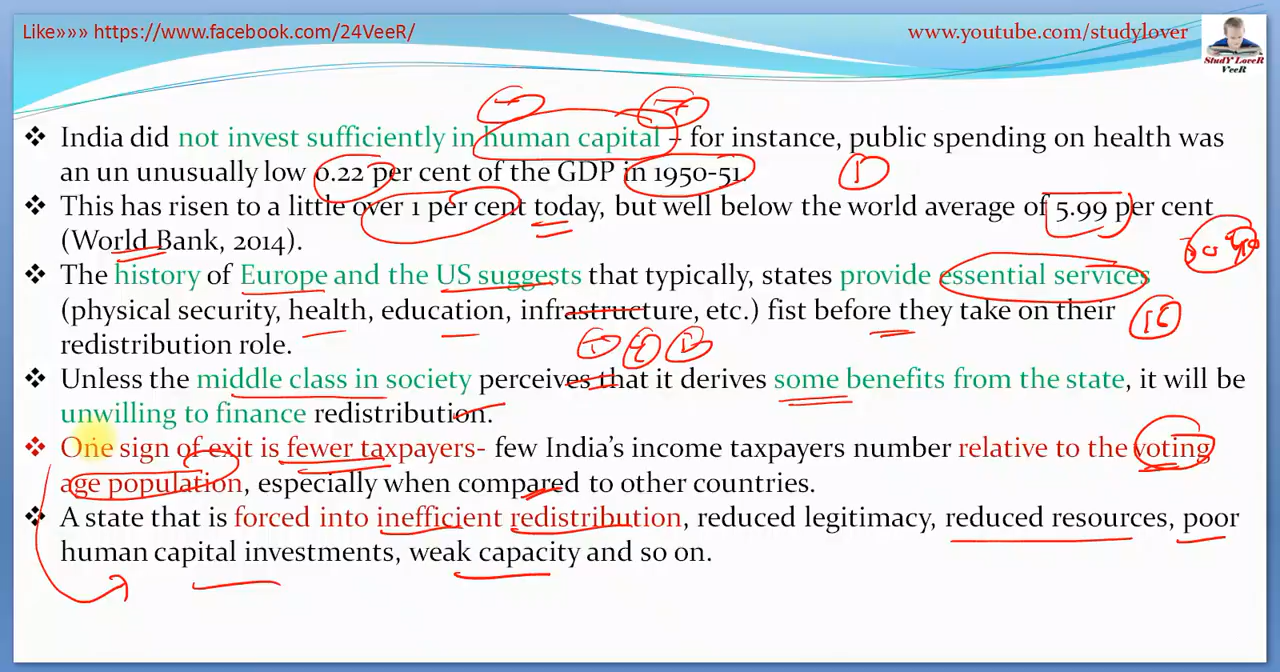 Like»»» https://www.facebook.com/24VeeR/
www.youtube.com/studylover
StudY LoveR
VeeR
❖ India did not invest sufficiently in human capital – for instance, public spending on health was
an un unusually low 0.22 per cent of the GDP in 1950-51.
❖ This has risen to a little over 1 per cent today, but well below the world average of 5.99 per cent
(World Bank, 2014).
❖ The history of Europe and the US suggests that typically, states provide essential services
(physical security, health, education, infrastructure, etc.) fist before they take on their
redistribution role.
❖ Unless the middle class in society perceives that it derives some benefits from the state, it will be
unwilling to finance redistribution.
❖ One sign of exit is fewer taxpayers- few India's income taxpayers number relative to the voting
age population, especially when compared to other countries.
❖ A state that is forced into inefficient redistribution, reduced legitimacy, reduced resources, poor
human capital investments, weak capacity and so on.